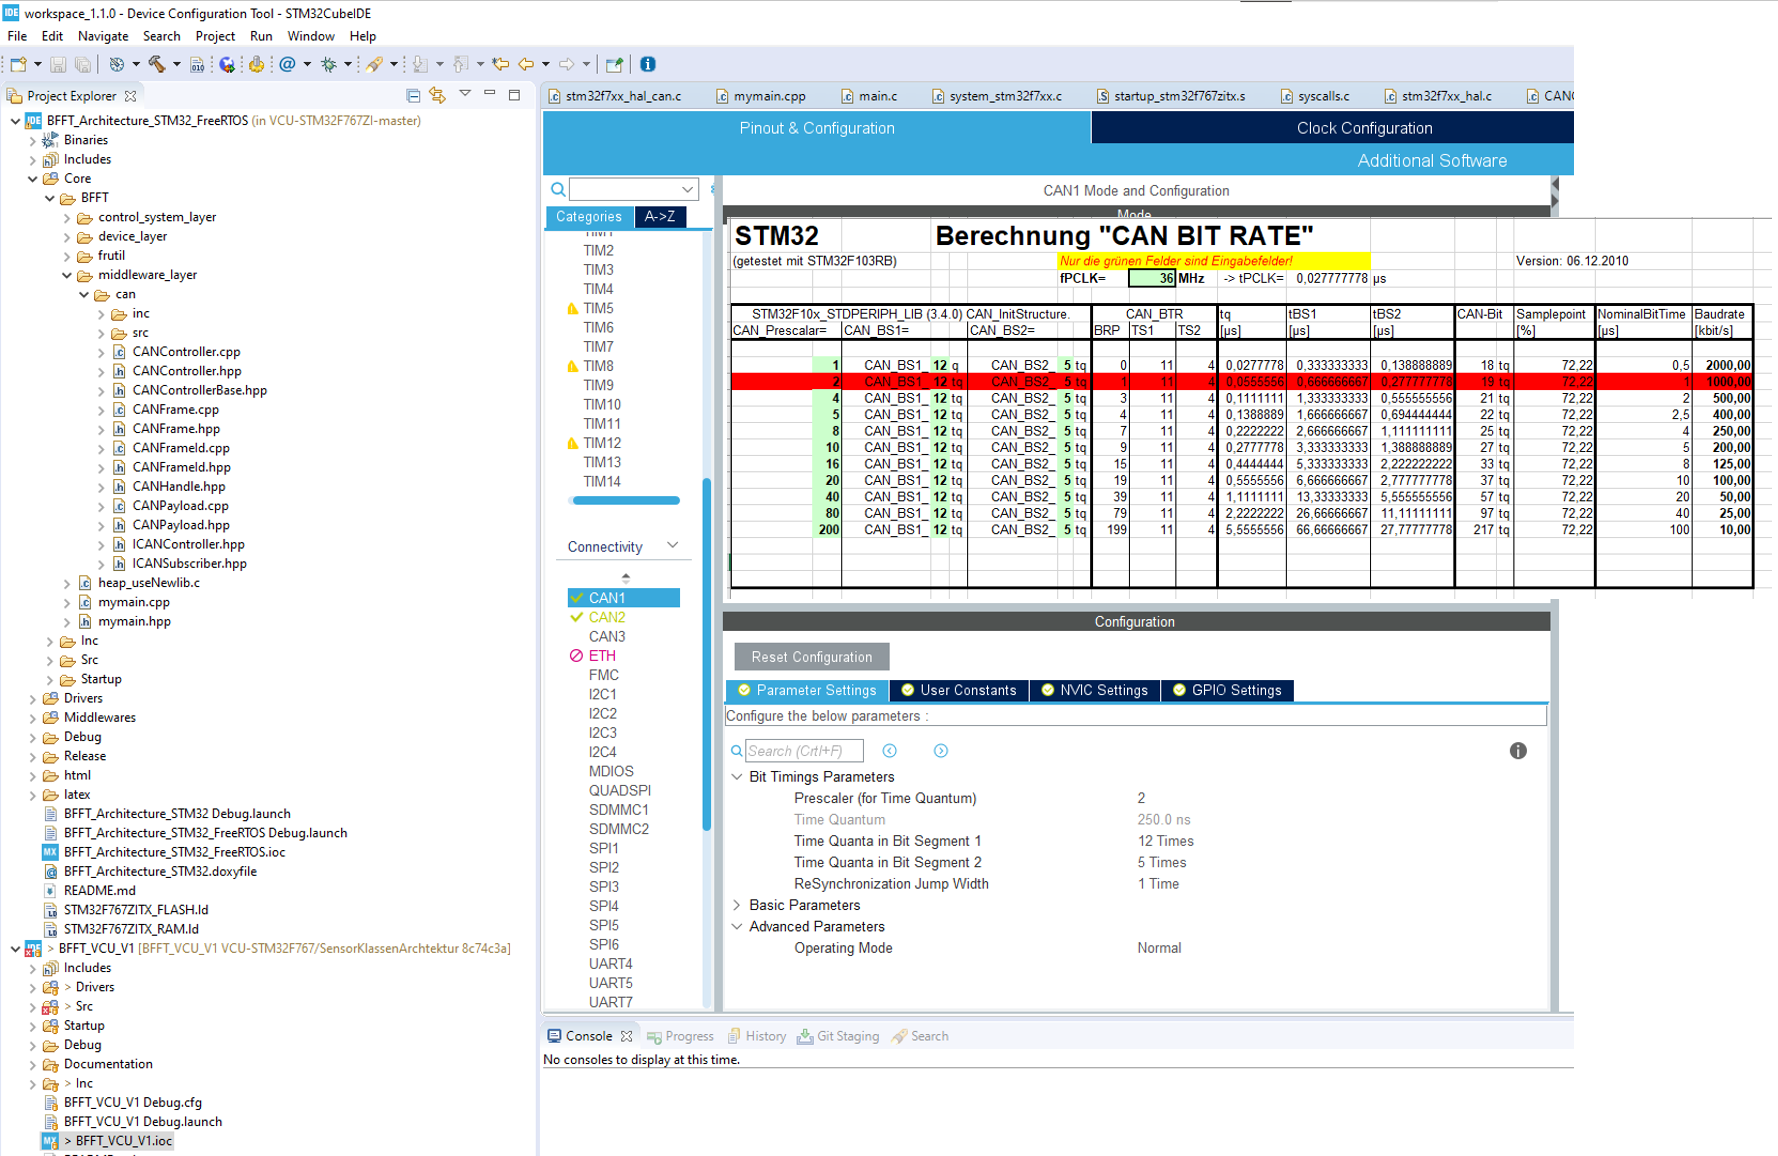 workspace_1.1.0 - Device Configuration Tool - STM32CubeIDE
File Edit Navigate Search Project Run Window Help
Project Explorer
BFFT_Architecture_STM32_FreeRTOS (in VCU-STM32F767ZI-master)
Binaries
Includes
Core
BFFT
control_system_layer
device_layer
frutil
middleware_layer
can
inc
src
CANController.cpp
CANController.hpp
CANControllerBase.hpp
CANFrame.cpp
CANFrame.hpp
CANFrameId.cpp
CANFrameId.hpp
CANHandle.hpp
CANPayload.cpp
CANPayload.hpp
ICANController.hpp
ICANSubscriber.hpp
heap_useNewlib.c
mymain.cpp
mymain.hpp
Inc
Src
Startup
Drivers
Middlewares
Debug
Release
html
latex
BFFT_Architecture_STM32 Debug.launch
BFFT_Architecture_STM32_FreeRTOS Debug.launch
BFFT_Architecture_STM32_FreeRTOS.ioc
BFFT_Architecture_STM32.doxyfile
README.md
STM32F767ZITX_FLASH.ld
STM32F767ZITX_RAM.ld
> BFFT_VCU_V1 [BFFT_VCU_V1 VCU-STM32F767/SensorKlassenArchtektur 8c74c3a]
Includes
> Drivers
> Src
Startup
Debug
Documentation
> Inc
BFFT_VCU_V1 Debug.cfg
BFFT_VCU_V1 Debug.launch
> BFFT_VCU_V1.ioc
stm32f7xx_hal_can.c mymain.cpp main.c system_stm32f7xx.c startup_stm32f767zitx.s syscalls.c stm32f7xx_hal.c
Pinout & Configuration Clock Configuration
Additional Software
Categories A->Z
TIM1
TIM2
TIM3
TIM4
TIM5
TIM6
TIM7
TIM8
TIM9
TIM10
TIM11
TIM12
TIM13
TIM14
Connectivity
CAN1
CAN2
CAN3
ETH
FMC
I2C1
I2C2
I2C3
I2C4
MDIOS
QUADSPI
SDMMC1
SDMMC2
SPI1
SPI2
SPI3
SPI4
SPI5
SPI6
UART4
UART5
UART7
CAN1 Mode and Configuration
Mode
STM32 Berechnung "CAN BIT RATE"
(getestet mit STM32F103RB) Nur die grünen Felder sind Eingabefelder! Version: 06.12.2010
fPCLK= 36 MHz -> tPCLK= 0,027777778 µs
STM32F10x_STDPERIPH_LIB (3.4.0) CAN_InitStructure. CAN_BTR tq tBS1 tBS2 CAN-Bit Samplepoint NominalBitTime Baudrate
CAN_Prescalar= CAN_BS1= CAN_BS2= BRP TS1 TS2 [µs] [µs] [µs] [%] [µs] [kbit/s]
1 CAN_BS1_ 12 q CAN_BS2_ 5 tq 0 11 4 0,0277778 0,333333333 0,138888889 18 tq 72,22 0,5 2000,00
2 CAN_BS1_ 12 tq CAN_BS2_ 5 tq 1 11 4 0,0555556 0,666666667 0,277777778 19 tq 72,22 1 1000,00
4 CAN_BS1_ 12 tq CAN_BS2_ 5 tq 3 11 4 0,1111111 1,333333333 0,555555556 21 tq 72,22 2 500,00
5 CAN_BS1_ 12 tq CAN_BS2_ 5 tq 4 11 4 0,1388889 1,666666667 0,694444444 22 tq 72,22 2,5 400,00
8 CAN_BS1_ 12 tq CAN_BS2_ 5 tq 7 11 4 0,2222222 2,666666667 1,111111111 25 tq 72,22 4 250,00
10 CAN_BS1_ 12 tq CAN_BS2_ 5 tq 9 11 4 0,2777778 3,333333333 1,388888889 27 tq 72,22 5 200,00
16 CAN_BS1_ 12 tq CAN_BS2_ 5 tq 15 11 4 0,4444444 5,333333333 2,222222222 33 tq 72,22 8 125,00
20 CAN_BS1_ 12 tq CAN_BS2_ 5 tq 19 11 4 0,5555556 6,666666667 2,777777778 37 tq 72,22 10 100,00
40 CAN_BS1_ 12 tq CAN_BS2_ 5 tq 39 11 4 1,1111111 13,33333333 5,555555556 57 tq 72,22 20 50,00
80 CAN_BS1_ 12 tq CAN_BS2_ 5 tq 79 11 4 2,2222222 26,66666667 11,11111111 97 tq 72,22 40 25,00
200 CAN_BS1_ 12 tq CAN_BS2_ 5 tq 199 11 4 5,5555556 66,66666667 27,77777778 217 tq 72,22 100 10,00
Configuration
Reset Configuration
Parameter Settings User Constants NVIC Settings GPIO Settings
Configure the below parameters :
Search (Crtl+F)
Bit Timings Parameters
Prescaler (for Time Quantum) 2
Time Quantum 250.0 ns
Time Quanta in Bit Segment 1 12 Times
Time Quanta in Bit Segment 2 5 Times
ReSynchronization Jump Width 1 Time
Basic Parameters
Advanced Parameters
Operating Mode Normal
Console Progress History Git Staging Search
No consoles to display at this time.